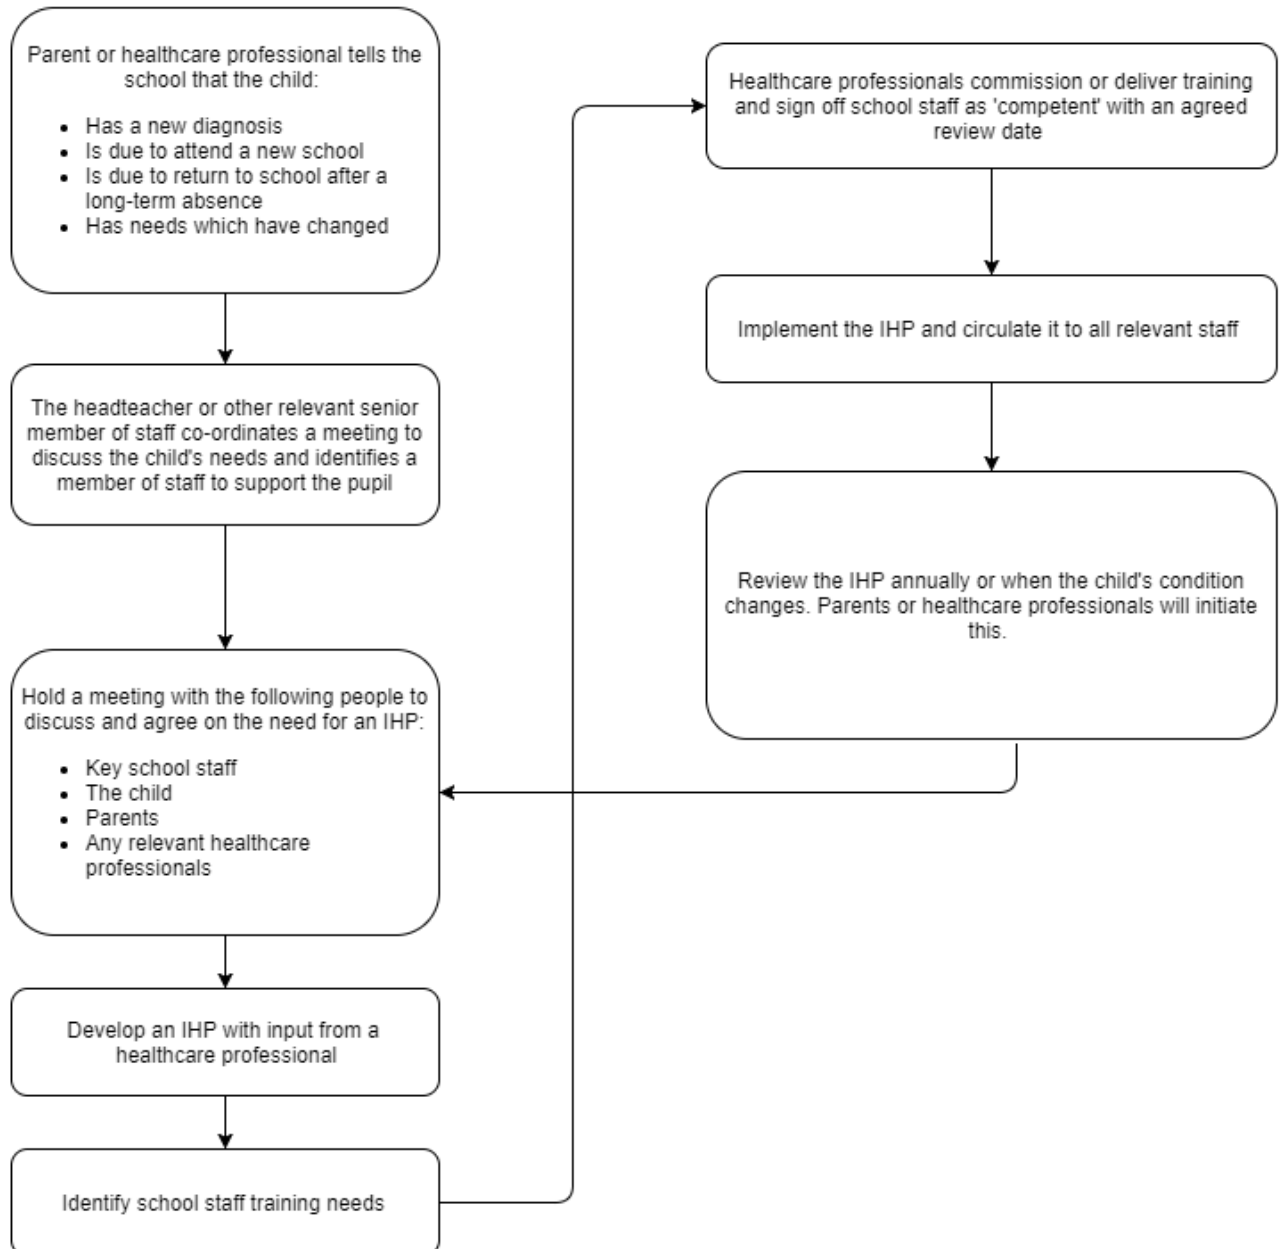 Parent or healthcare professional tells the
school that the child:
• Has a new diagnosis
• Is due to attend a new school
• Is due to return to school after a
long-term absence
• Has needs which have changed
The headteacher or other relevant senior
member of staff co-ordinates a meeting to
discuss the child's needs and identifies a
member of staff to support the pupil
Hold a meeting with the following people to
discuss and agree on the need for an IHP:
• Key school staff
• The child
• Parents
• Any relevant healthcare
professionals
Develop an IHP with input from a
healthcare professional
Identify school staff training needs
Healthcare professionals commission or deliver training
and sign off school staff as 'competent' with an agreed
review date
Implement the IHP and circulate it to all relevant staff
Review the IHP annually or when the child's condition
changes. Parents or healthcare professionals will initiate
this.